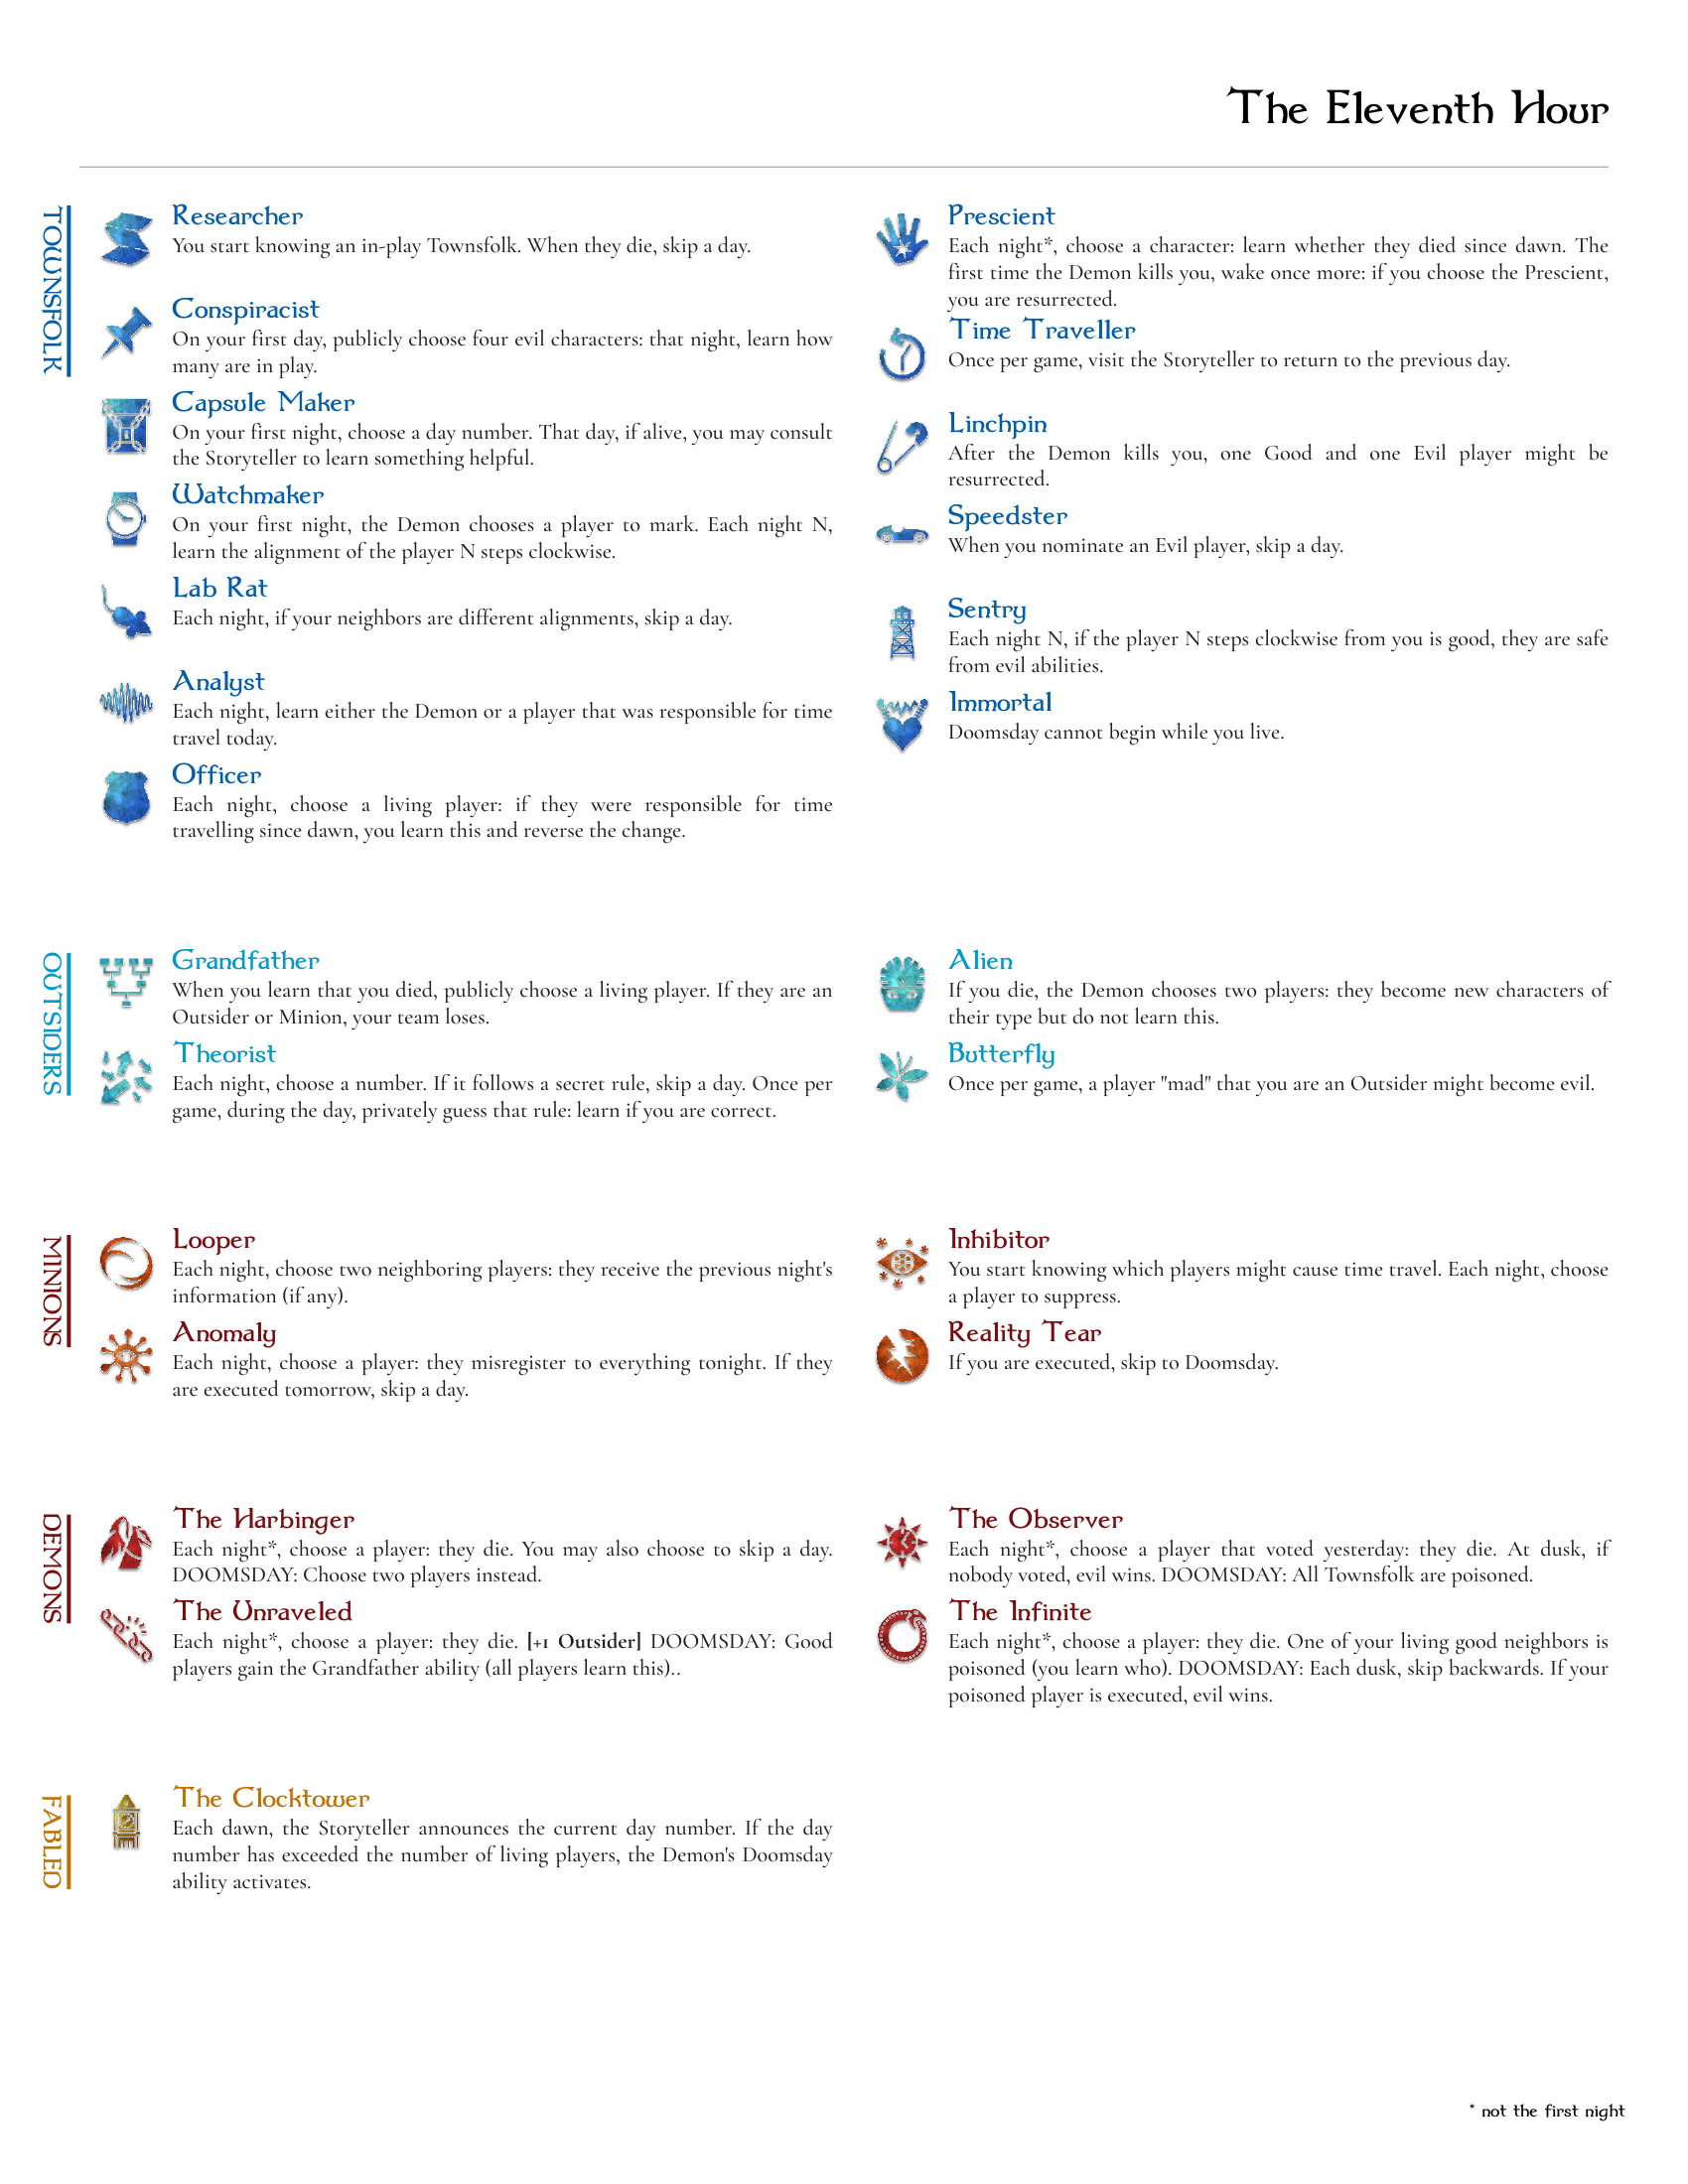 The Eleventh Hour
TOWNSFOLK
Researcher
You start knowing an in-play Townsfolk. When they die, skip a day.
Conspiracist
On your first day, publicly choose four evil characters: that night, learn how
many are in play.
Capsule Maker
On your first night, choose a day number. That day, if alive, you may consult
the Storyteller to learn something helpful.
Watchmaker
On your first night, the Demon chooses a player to mark. Each night N,
learn the alignment of the player N steps clockwise.
Lab Rat
Each night, if your neighbors are different alignments, skip a day.
Analyst
Each night, learn either the Demon or a player that was responsible for time
travel today.
Officer
Each night, choose a living player: if they were responsible for time
travelling since dawn, you learn this and reverse the change.
Prescient
Each night*, choose a character: learn whether they died since dawn. The
first time the Demon kills you, wake once more: if you choose the Prescient,
you are resurrected.
Time Traveller
Once per game, visit the Storyteller to return to the previous day.
Linchpin
After the Demon kills you, one Good and one Evil player might be
resurrected.
Speedster
When you nominate an Evil player, skip a day.
Sentry
Each night N, if the player N steps clockwise from you is good, they are safe
from evil abilities.
Immortal
Doomsday cannot begin while you live.
OUTSIDERS
Grandfather
When you learn that you died, publicly choose a living player. If they are an
Outsider or Minion, your team loses.
Theorist
Each night, choose a number. If it follows a secret rule, skip a day. Once per
game, during the day, privately guess that rule: learn if you are correct.
Alien
If you die, the Demon chooses two players: they become new characters of
their type but do not learn this.
Butterfly
Once per game, a player "mad" that you are an Outsider might become evil.
MINIONS
Looper
Each night, choose two neighboring players: they receive the previous night's
information (if any).
Anomaly
Each night, choose a player: they misregister to everything tonight. If they
are executed tomorrow, skip a day.
Inhibitor
You start knowing which players might cause time travel. Each night, choose
a player to suppress.
Reality Tear
If you are executed, skip to Doomsday.
DEMONS
The Harbinger
Each night*, choose a player: they die. You may also choose to skip a day.
DOOMSDAY: Choose two players instead.
The Unraveled
Each night*, choose a player: they die. [+1 Outsider] DOOMSDAY: Good
players gain the Grandfather ability (all players learn this)..
The Observer
Each night*, choose a player that voted yesterday: they die. At dusk, if
nobody voted, evil wins. DOOMSDAY: All Townsfolk are poisoned.
The Infinite
Each night*, choose a player: they die. One of your living good neighbors is
poisoned (you learn who). DOOMSDAY: Each dusk, skip backwards. If your
poisoned player is executed, evil wins.
FABLED
The Clocktower
Each dawn, the Storyteller announces the current day number. If the day
number has exceeded the number of living players, the Demon's Doomsday
ability activates.
* not the first night